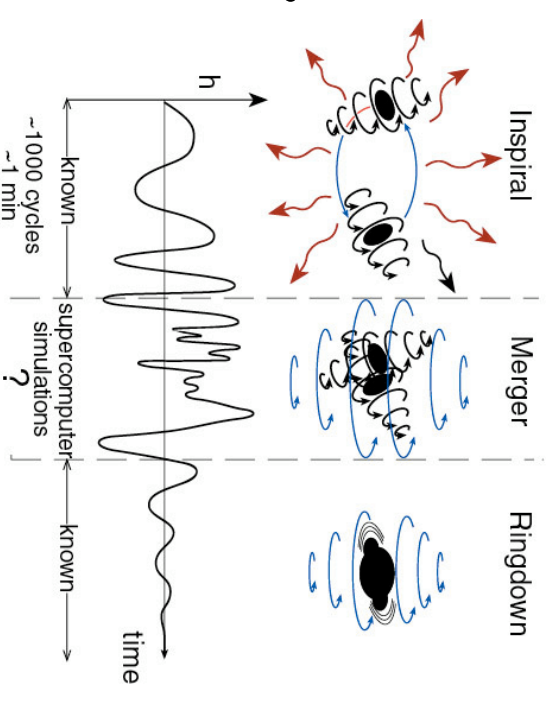 Inspiral
Merger
Ringdown
h
time
known
~1000 cycles
~1 min
supercomputer
simulations
?
known